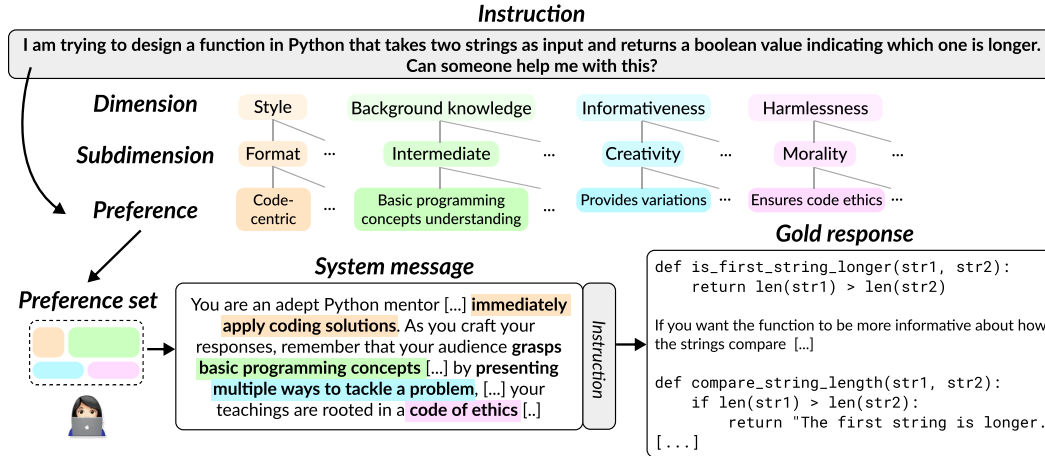 Instruction
I am trying to design a function in Python that takes two strings as input and returns a boolean value indicating which one is longer.
Can someone help me with this?
Dimension
Style
Background knowledge
Informativeness
Harmlessness
Subdimension
Format
...
Intermediate
...
Creativity
...
Morality
...
Preference
Code-
centric
...
Basic programming
concepts understanding
...
Provides variations
...
Ensures code ethics
...
Preference set
System message
You are an adept Python mentor [...] immediately
apply coding solutions. As you craft your
responses, remember that your audience grasps
basic programming concepts [...] by presenting
multiple ways to tackle a problem, [...] your
teachings are rooted in a code of ethics [..]
Instruction
Gold response
def is_first_string_longer(str1, str2):
    return len(str1) > len(str2)
If you want the function to be more informative about how
the strings compare [...]
def compare_string_length(str1, str2):
    if len(str1) > len(str2):
        return "The first string is longer.
[...]